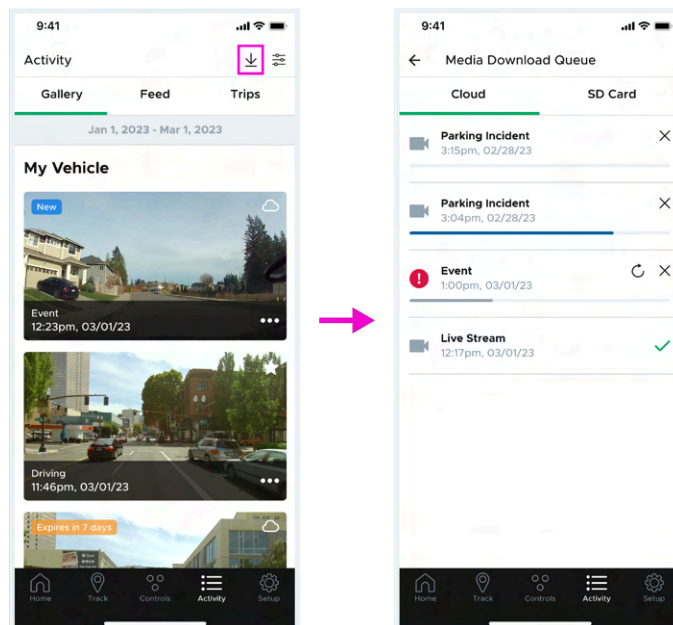 9:41
Activity
Gallery Feed Trips
Jan 1, 2023 - Mar 1, 2023
My Vehicle
New
Event
12:23pm, 03/01/23
Driving
11:46pm, 03/01/23
Expires in 7 days
Home Track Controls Activity Setup
9:41
Media Download Queue
Cloud SD Card
Parking Incident
3:15pm, 02/28/23
Parking Incident
3:04pm, 02/28/23
Event
1:00pm, 03/01/23
Live Stream
12:17pm, 03/01/23
Home Track Controls Activity Setup